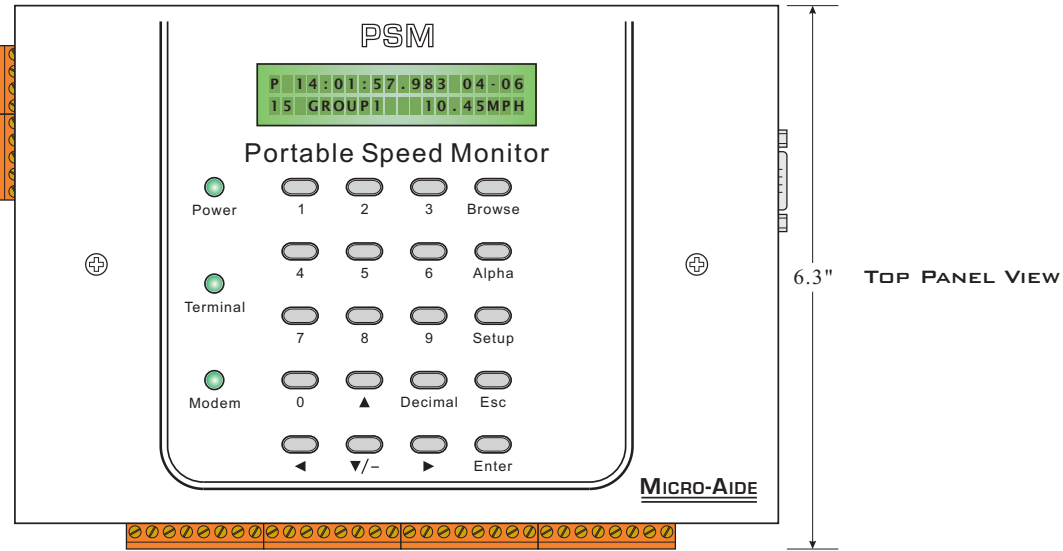 PSM
P 14:01:57.983 04-06
15 GROUP1 10.45MPH
Portable Speed Monitor
Power
1 2 3 Browse
4 5 6 Alpha
Terminal
7 8 9 Setup
Modem
0 ▲ Decimal Esc
◄ ▼/– ► Enter
MICRO-AIDE
6.3" TOP PANEL VIEW